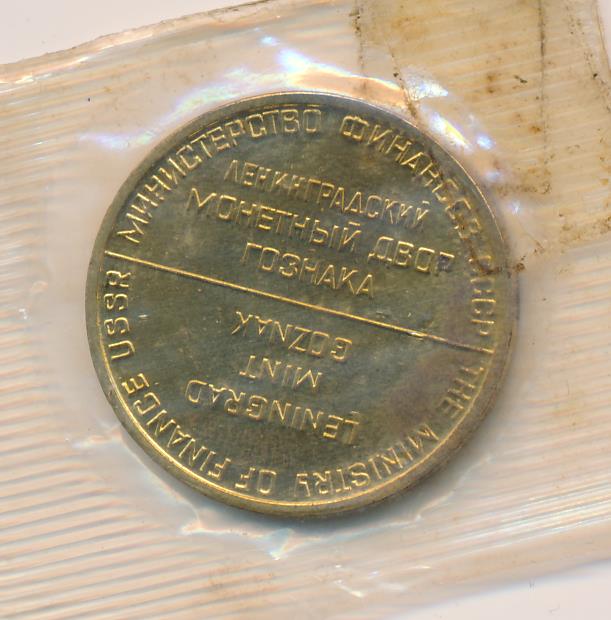 МИНИСТЕРСТВО ФИНАНСОВ СССР
ЛЕНИНГРАДСКИЙ
МОНЕТНЫЙ ДВОР
ГОЗНАКА
THE MINISTRY OF FINANCE USSR
LENINGRAD
MINT
GOZNAK